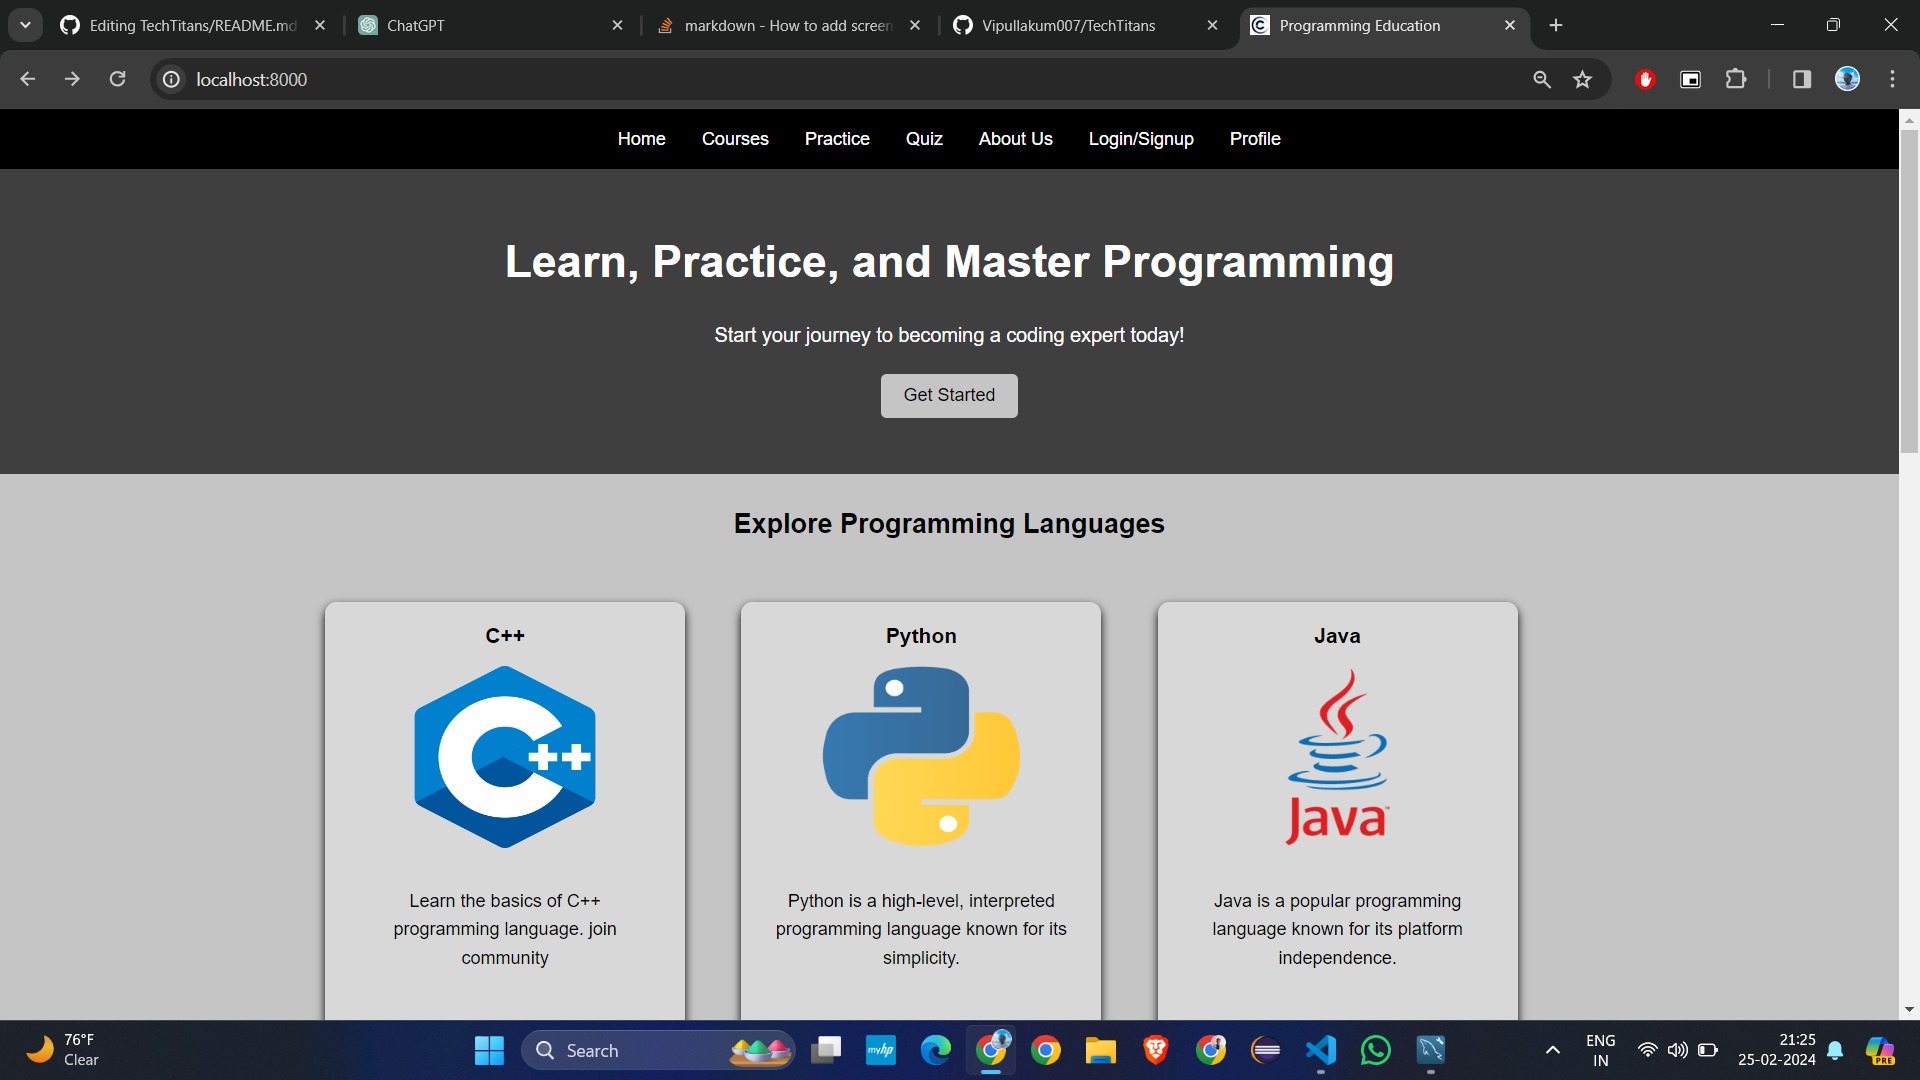 Editing TechTitans/README.md
ChatGPT
markdown - How to add screen
Vipullakum007/TechTitans
Programming Education
localhost:8000
Home Courses Practice Quiz About Us Login/Signup Profile
Learn, Practice, and Master Programming
Start your journey to becoming a coding expert today!
Get Started
Explore Programming Languages
C++
C++
Learn the basics of C++
programming language. join
community
Python
Python is a high-level, interpreted
programming language known for its
simplicity.
Java
Java™
Java is a popular programming
language known for its platform
independence.
76°F
Clear
Search
myhp
ENG
IN
21:25
25-02-2024
PRE